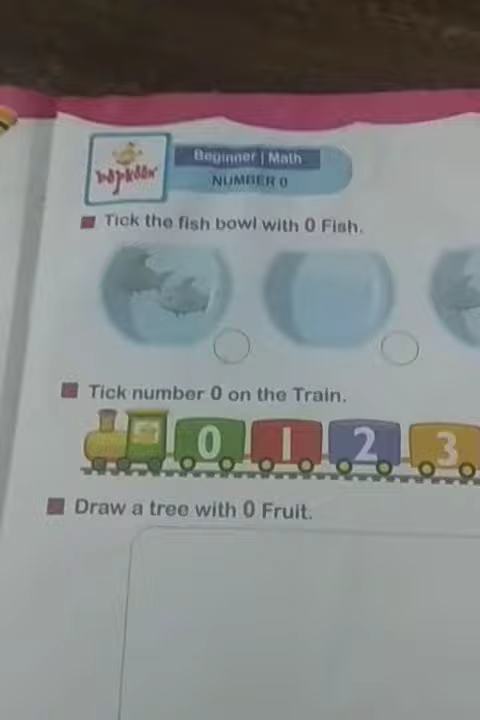 Beginner | Math
NUMBER 0
Tick the fish bowl with 0 Fish.
Tick number 0 on the Train.
0 1 2 3
Draw a tree with 0 Fruit.